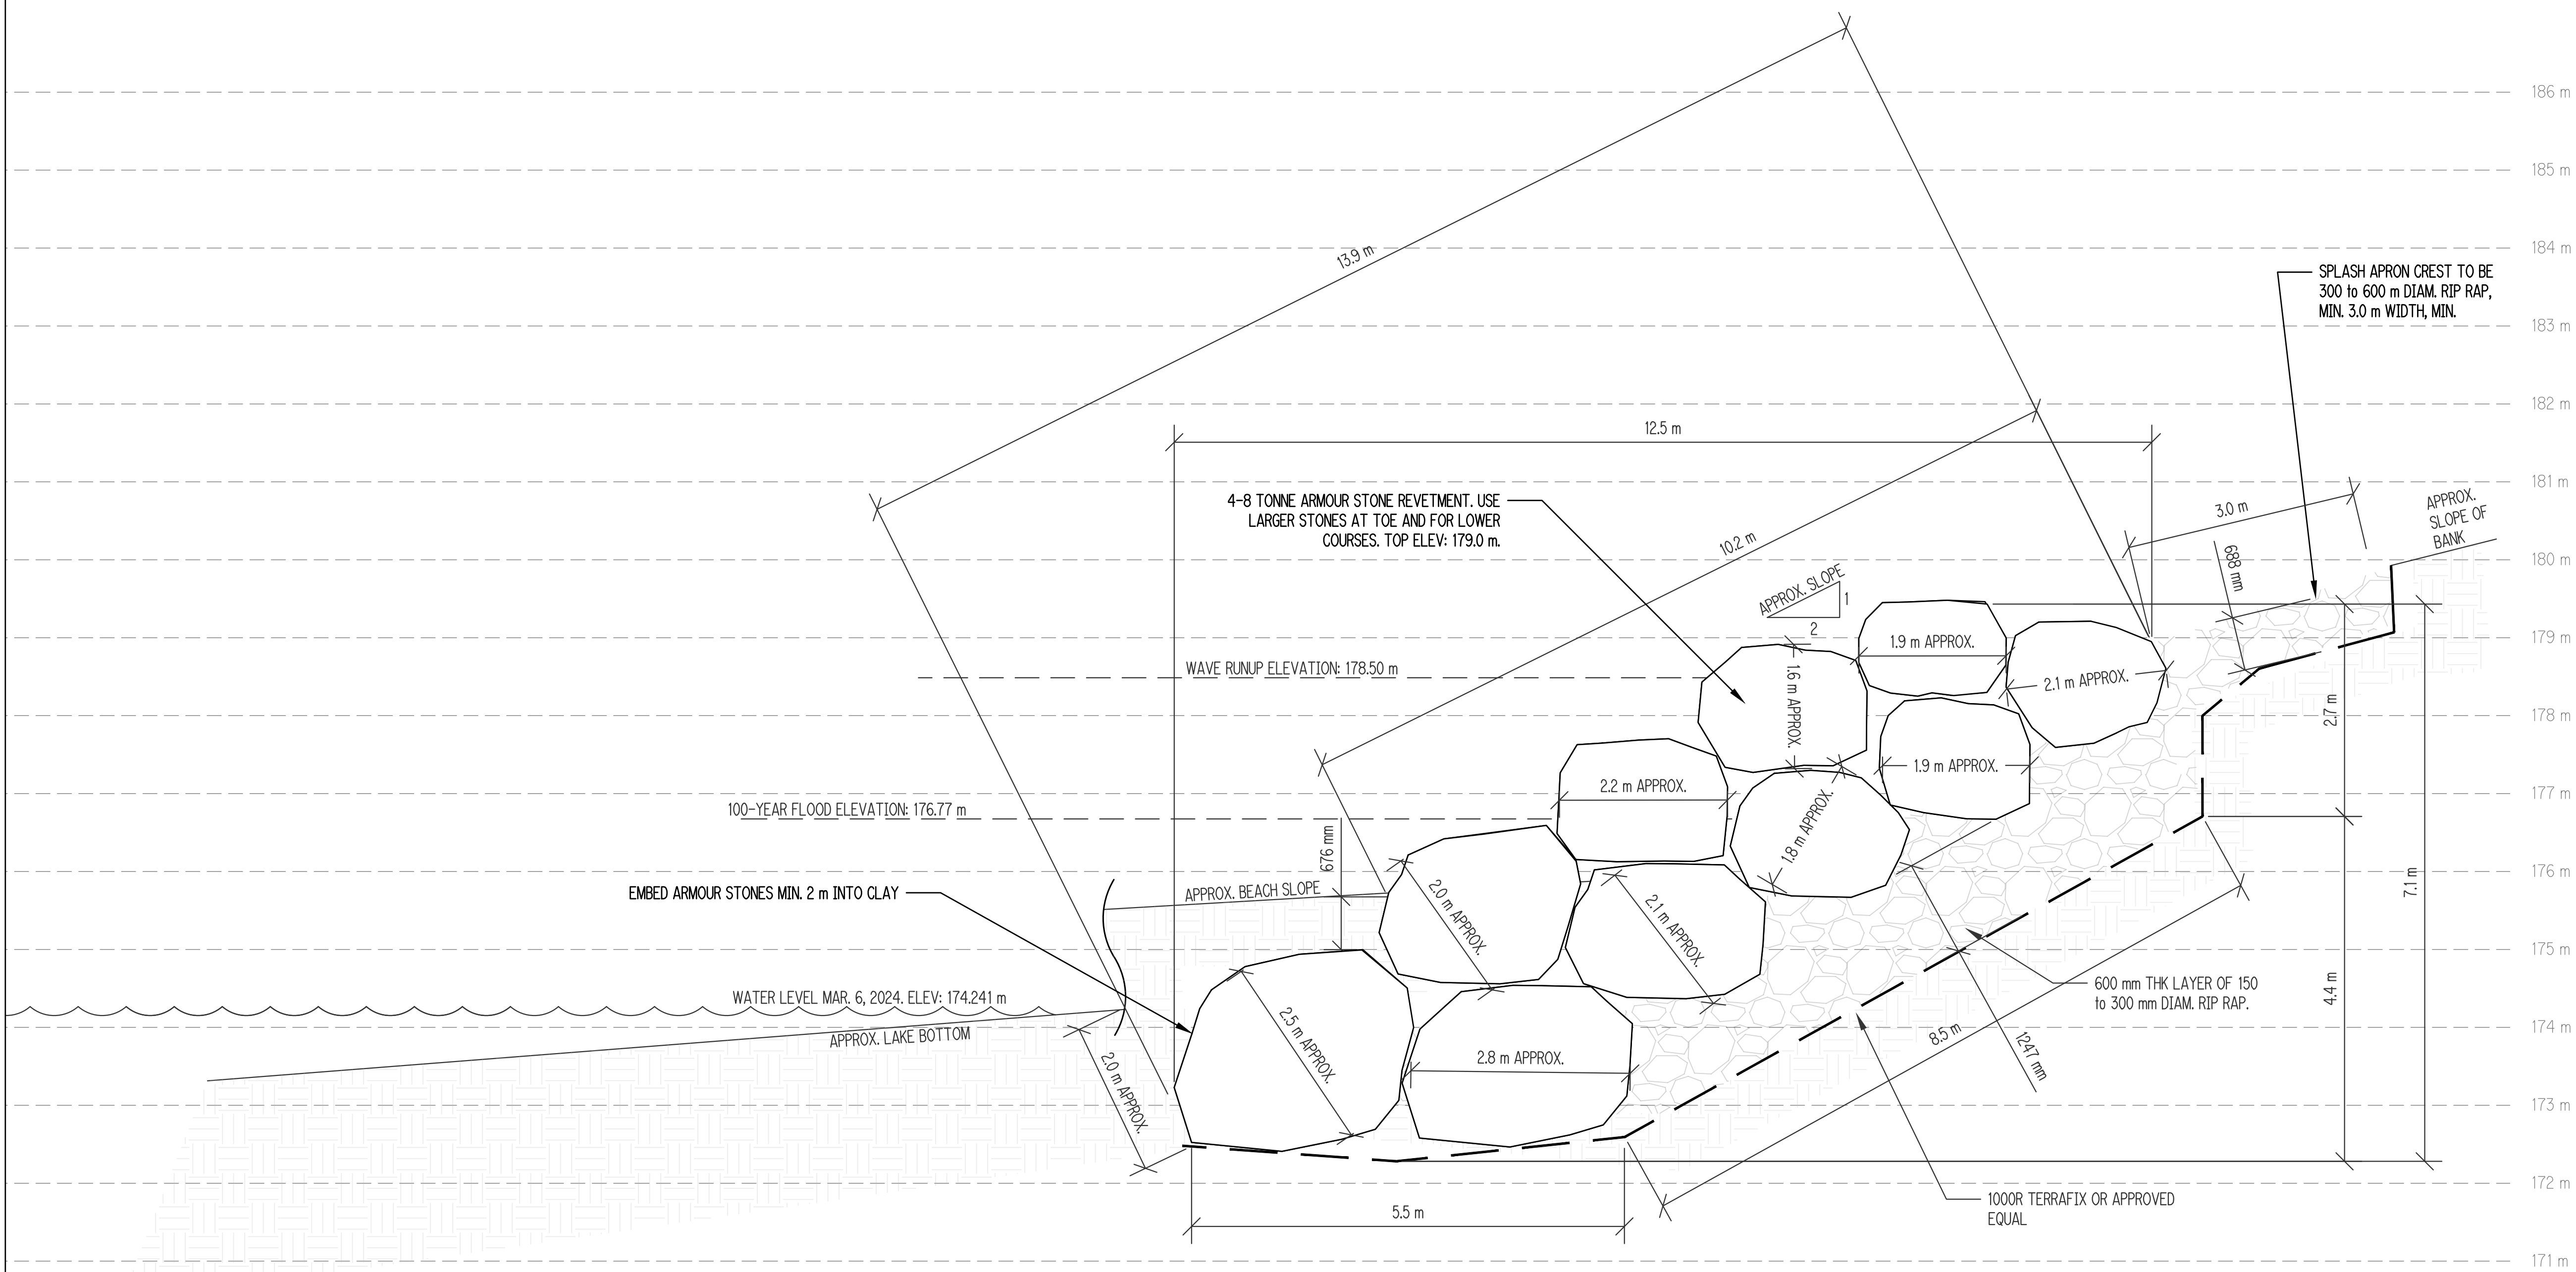 186 m
185 m
184 m
13.9 m
SPLASH APRON CREST TO BE
300 to 600 m DIAM. RIP RAP,
MIN. 3.0 m WIDTH, MIN.
183 m
182 m
12.5 m
181 m
4-8 TONNE ARMOUR STONE REVETMENT. USE
LARGER STONES AT TOE AND FOR LOWER
COURSES. TOP ELEV: 179.0 m.
10.2 m
3.0 m
APPROX.
SLOPE OF
BANK
688 mm
180 m
APPROX. SLOPE
1
2
179 m
1.9 m APPROX.
WAVE RUNUP ELEVATION: 178.50 m
1.6 m APPROX.
2.1 m APPROX.
2.7 m
178 m
1.9 m APPROX.
2.2 m APPROX.
177 m
100-YEAR FLOOD ELEVATION: 176.77 m
676 mm
1.8 m APPROX.
176 m
EMBED ARMOUR STONES MIN. 2 m INTO CLAY
APPROX. BEACH SLOPE
2.0 m APPROX.
2.1 m APPROX.
7.1 m
175 m
WATER LEVEL MAR. 6, 2024. ELEV: 174.241 m
600 mm THK LAYER OF 150
to 300 mm DIAM. RIP RAP.
4.4 m
174 m
APPROX. LAKE BOTTOM
2.5 m APPROX.
2.8 m APPROX.
8.5 m
1247 mm
2.0 m APPROX.
173 m
172 m
1000R TERRAFIX OR APPROVED
EQUAL
5.5 m
171 m